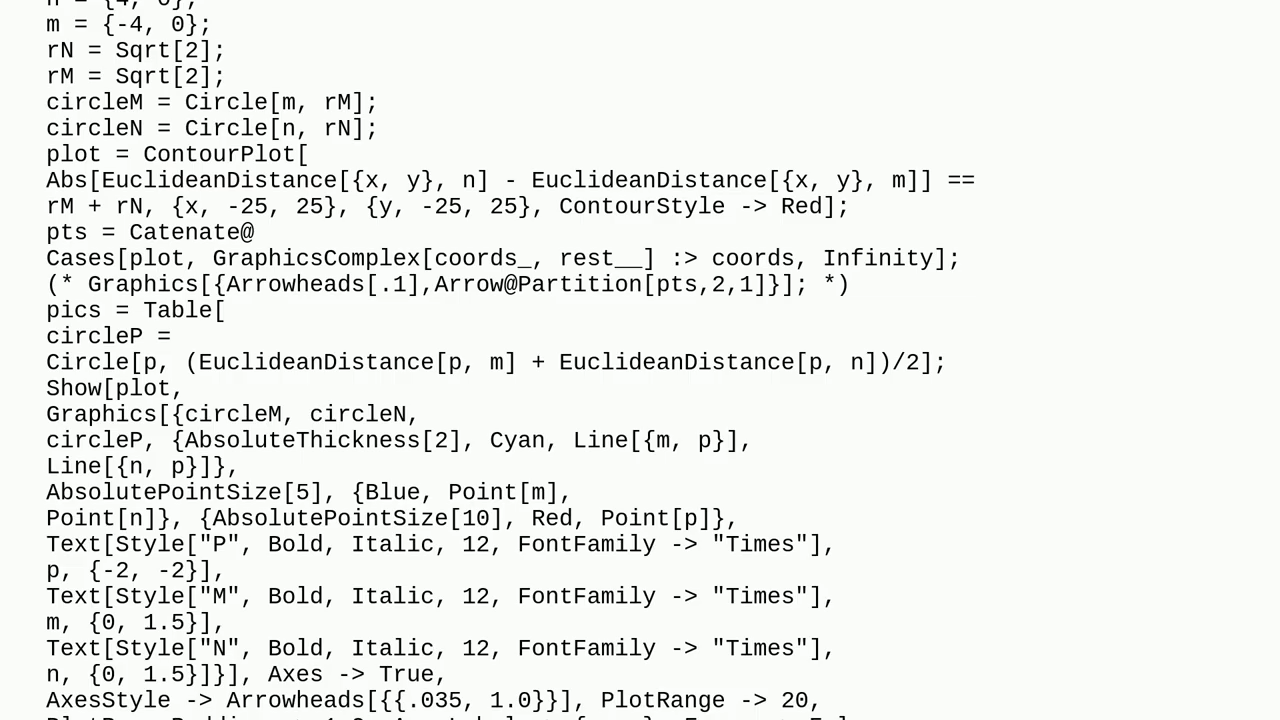 n = {4, 0};
m = {-4, 0};
rN = Sqrt[2];
rM = Sqrt[2];
circleM = Circle[m, rM];
circleN = Circle[n, rN];
plot = ContourPlot[
Abs[EuclideanDistance[{x, y}, n] - EuclideanDistance[{x, y}, m]] ==
rM + rN, {x, -25, 25}, {y, -25, 25}, ContourStyle -> Red];
pts = Catenate@
Cases[plot, GraphicsComplex[coords_, rest__] :> coords, Infinity];
(* Graphics[{Arrowheads[.1],Arrow@Partition[pts,2,1]}]; *)
pics = Table[
circleP =
Circle[p, (EuclideanDistance[p, m] + EuclideanDistance[p, n])/2];
Show[plot,
Graphics[{circleM, circleN,
circleP, {AbsoluteThickness[2], Cyan, Line[{m, p}],
Line[{n, p}]},
AbsolutePointSize[5], {Blue, Point[m],
Point[n]}, {AbsolutePointSize[10], Red, Point[p]},
Text[Style["P", Bold, Italic, 12, FontFamily -> "Times"],
p, {-2, -2}],
Text[Style["M", Bold, Italic, 12, FontFamily -> "Times"],
m, {0, 1.5}],
Text[Style["N", Bold, Italic, 12, FontFamily -> "Times"],
n, {0, 1.5}]}], Axes -> True,
AxesStyle -> Arrowheads[{{.035, 1.0}}], PlotRange -> 20,